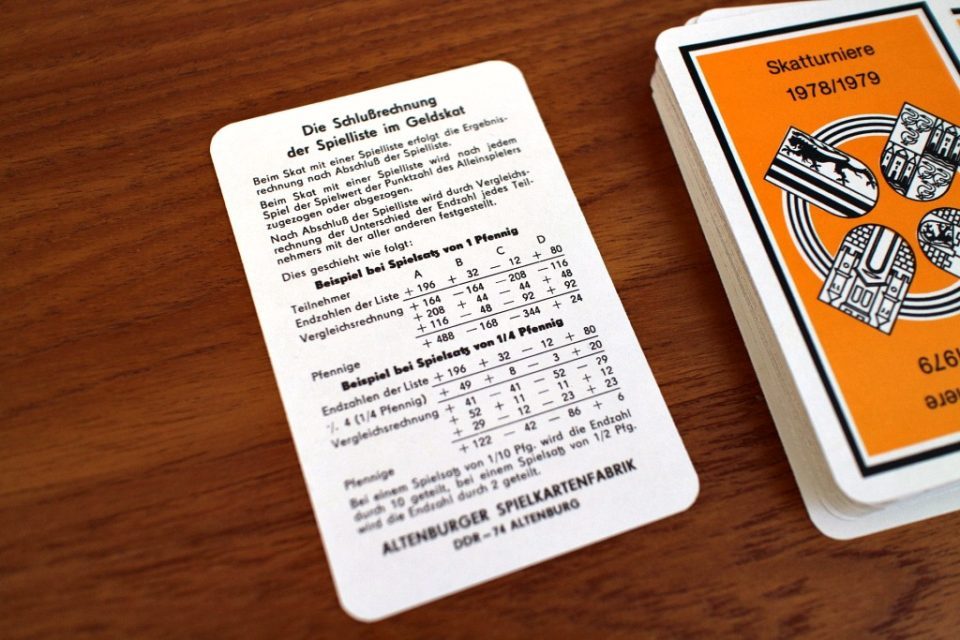 Die Schlußrechnung
der Spielliste im Geldskat
Beim Skat mit einer Spielliste erfolgt die Ergebnis-
rechnung nach Abschluß der Spielliste.
Beim Skat mit einer Spielliste wird nach jedem
Spiel der Spielwert der Punktzahl des Alleinspielers
zugezogen oder abgezogen.
Nach Abschluß der Spielliste wird durch Vergleichs-
rechnung der Unterschied der Endzahl jedes Teil-
nehmers mit der aller anderen festgestellt.
Dies geschieht wie folgt:
Beispiel bei Spielsatz von 1 Pfennig
Teilnehmer A B C D
Endzahlen der Liste + 196 + 32 — 12 + 80
Vergleichsrechnung + 164 — 164 — 208 — 116
+ 208 + 44 — 44 + 48
+ 116 — 48 — 92 + 92
Pfennige + 488 — 168 — 344 + 24
Beispiel bei Spielsatz von 1/4 Pfennig
Endzahlen der Liste + 196 + 32 — 12 + 80
·/. 4 (1/4 Pfennig) + 49 + 8 — 3 + 20
Vergleichsrechnung + 41 — 41 — 52 — 29
+ 52 + 11 — 11 + 12
+ 29 — 12 — 23 + 23
Pfennige + 122 — 42 — 86 + 6
Bei einem Spielsatz von 1/10 Pfg. wird die Endzahl
durch 10 geteilt, bei einem Spielsatz von 1/2 Pfg.
wird die Endzahl durch 2 geteilt.
ALTENBURGER SPIELKARTENFABRIK
DDR – 74 ALTENBURG
Skatturniere
1978/1979
1979
niere